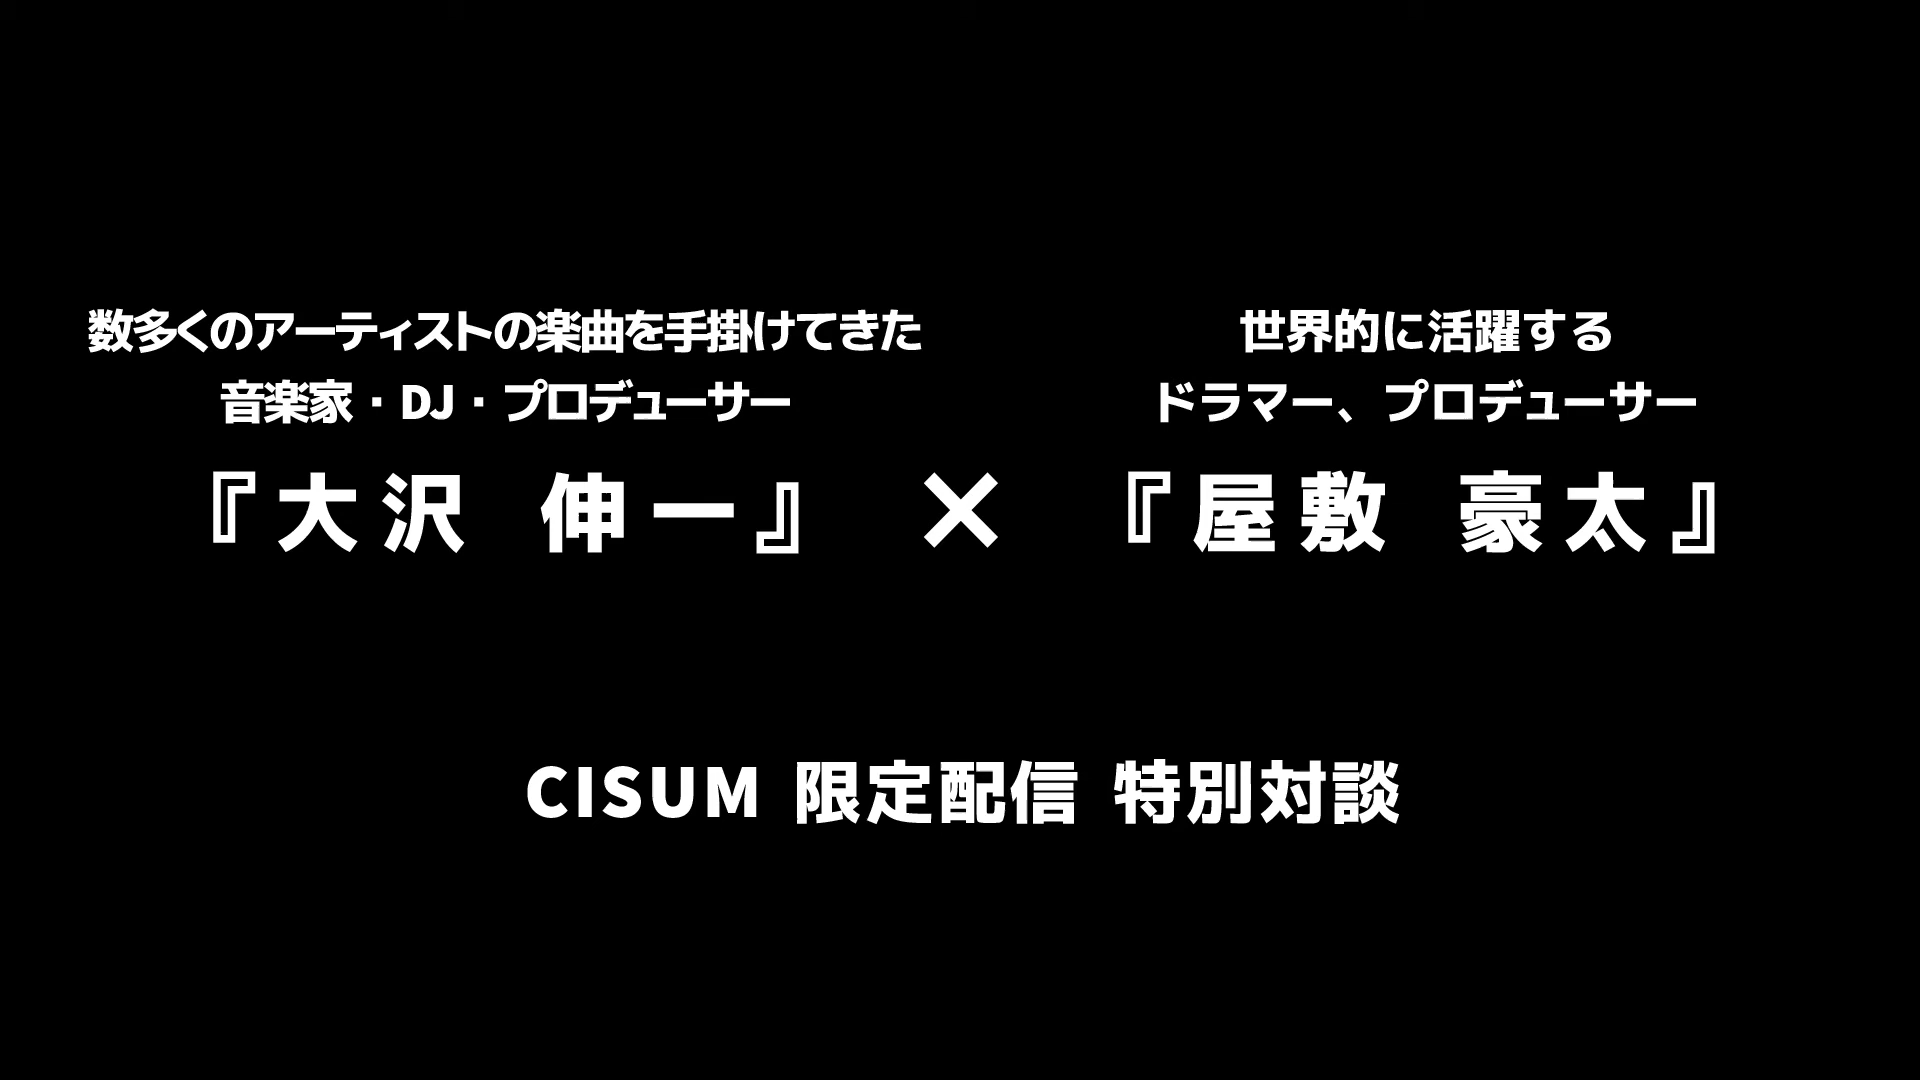 数多くのアーティストの楽曲を手掛けてきた
音楽家・DJ・プロデューサー
『大沢 伸一』
×
世界的に活躍する
ドラマー、プロデューサー
『屋敷 豪太』
CISUM 限定配信 特別対談